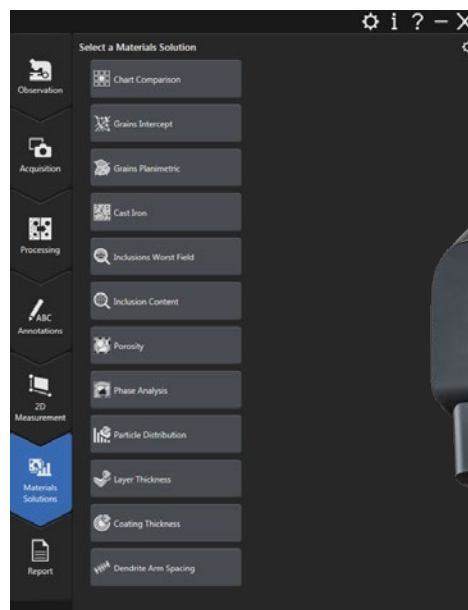 i ?
Select a Materials Solution
Observation
Acquisition
Processing
ABC
Annotations
2D
Measurement
Materials
Solutions
Report
Chart Comparison
Grains Intercept
Grains Planimetric
Cast Iron
Inclusions Worst Field
Inclusion Content
Porosity
Phase Analysis
Particle Distribution
Layer Thickness
Coating Thickness
Dendrite Arm Spacing